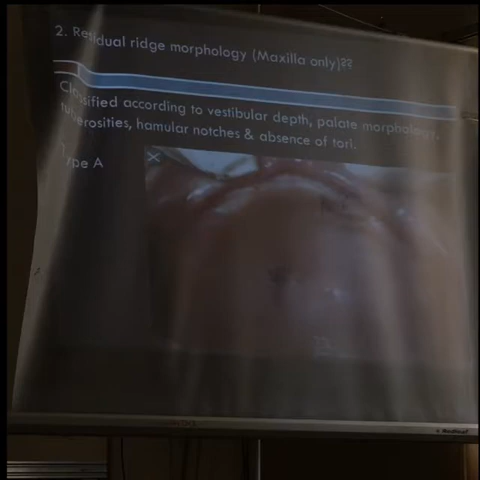 2. Residual ridge morphology (Maxilla only)??
Classified according to vestibular depth, palate morphology,
tuberosities, hamular notches & absence of tori.
Type A